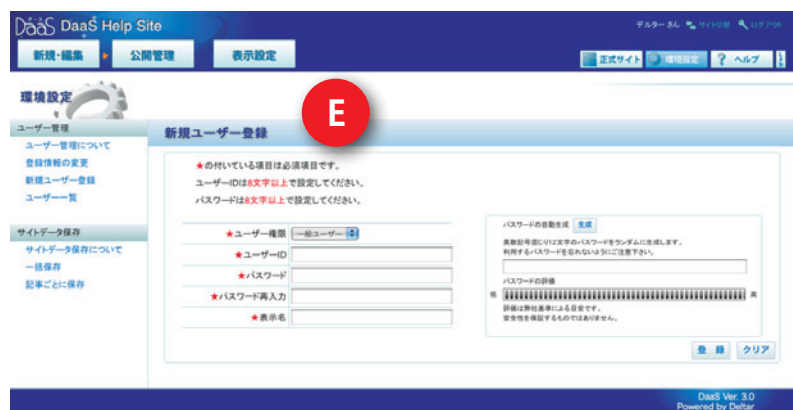 DaaS DaaS Help Site
デルター さん サイト切替 ログアウト
新規・編集 公開管理 表示設定
正式サイト 環境設定 ? ヘルプ
環境設定
E
ユーザー管理
新規ユーザー登録
ユーザー管理について
登録情報の変更
新規ユーザー登録
ユーザー一覧
サイトデータ保存
サイトデータ保存について
一括保存
記事ごとに保存
★の付いている項目は必須項目です。
ユーザーIDは8文字以上で設定してください。
パスワードは8文字以上で設定してください。
★ユーザー権限 一般ユーザー
★ユーザーID
★パスワード
★パスワード再入力
★表示名
パスワードの自動生成 生成
英数記号混じり12文字のパスワードをランダムに生成します。
利用するパスワードを忘れないようにご注意下さい。
パスワードの評価
低 高
評価は弊社基準による目安です。
安全性を保証するものではありません。
登 録 クリア
DaaS Ver. 3.0
Powered by Deltar